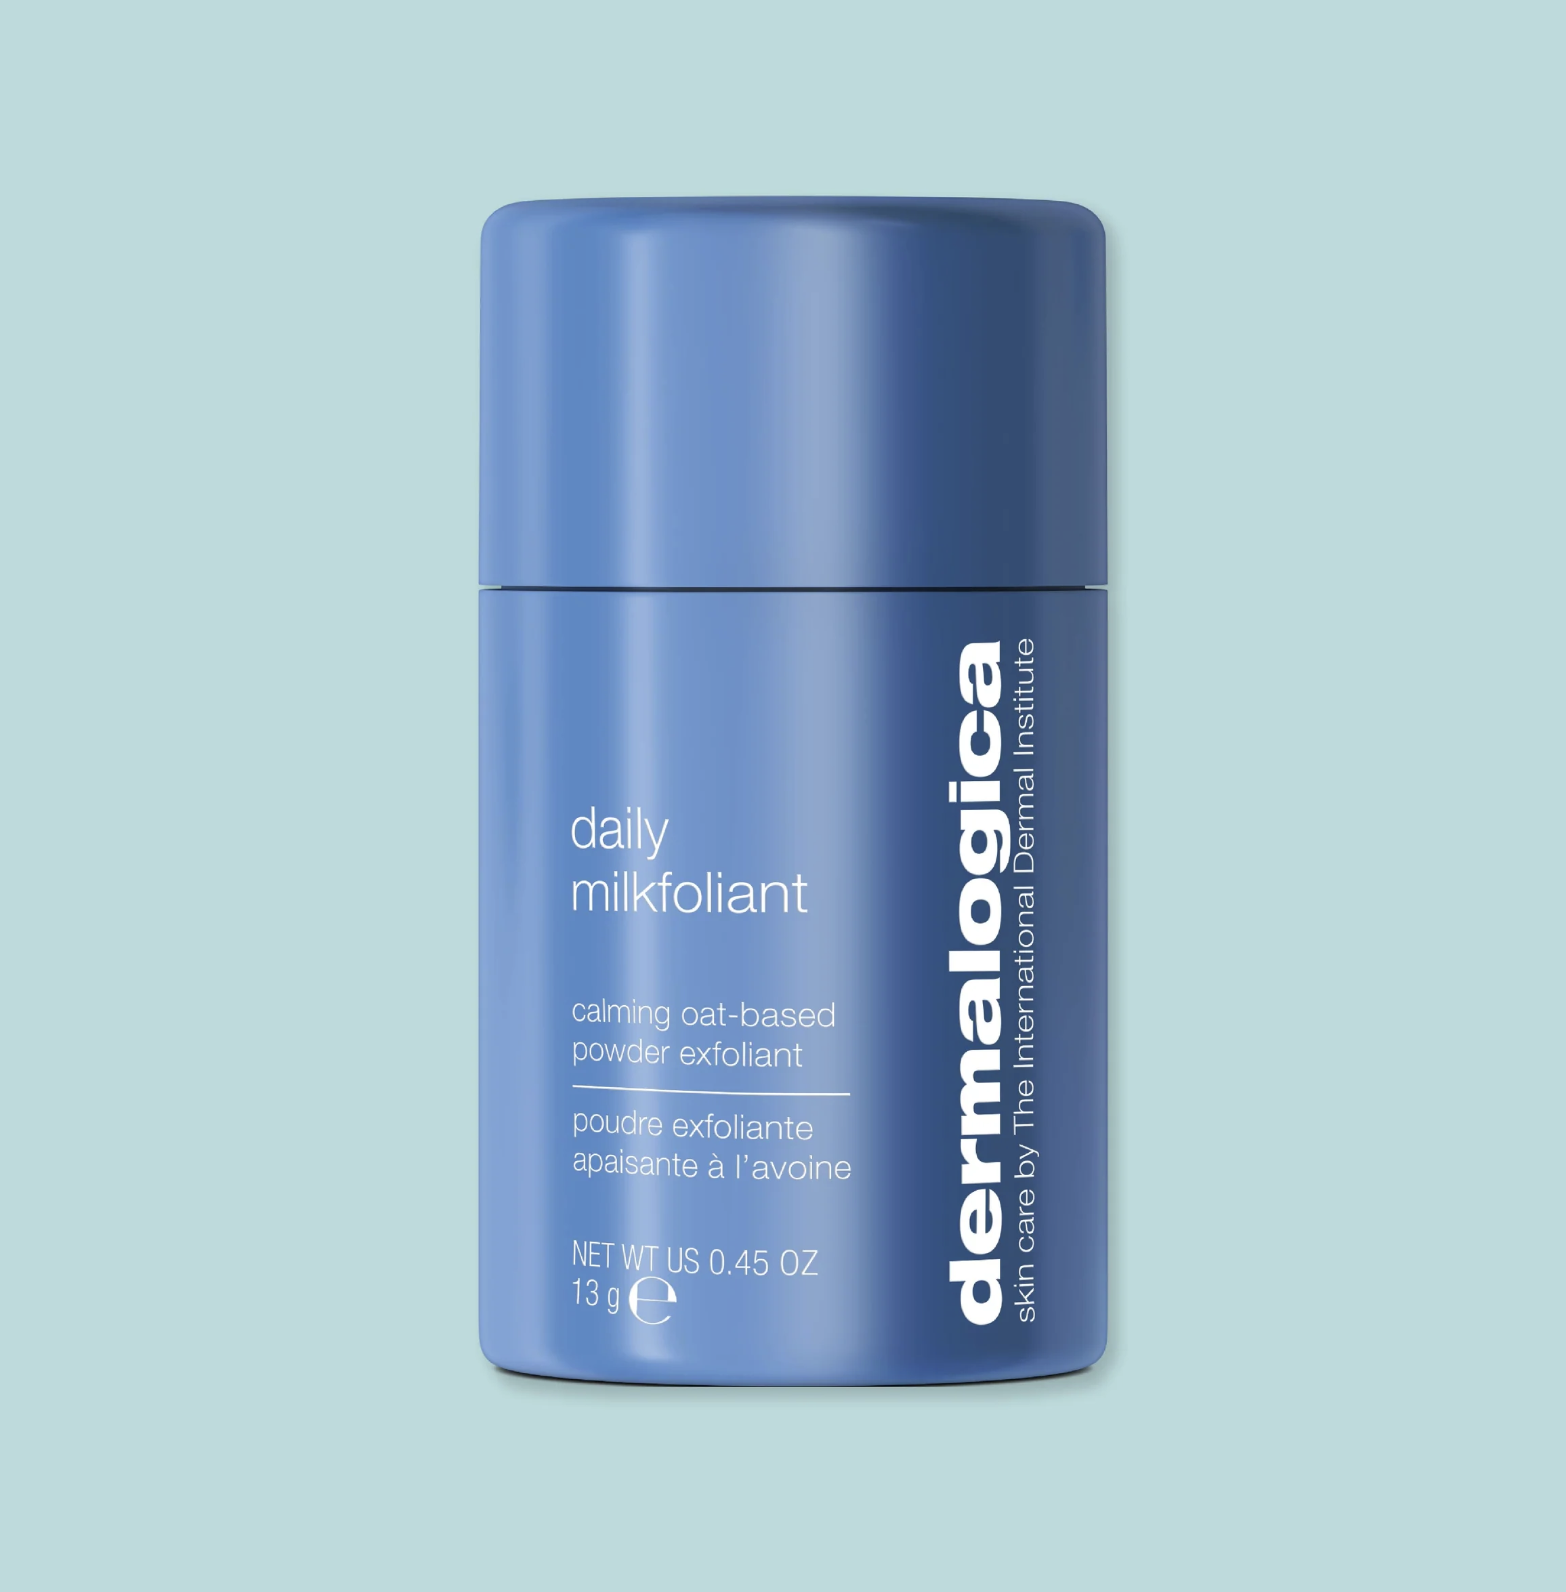 daily
milkfoliant
calming oat-based
powder exfoliant
poudre exfoliante
apaisante à l'avoine
NET WT US 0.45 OZ
13 g ℮
dermalogica
skin care by The International Dermal Institute